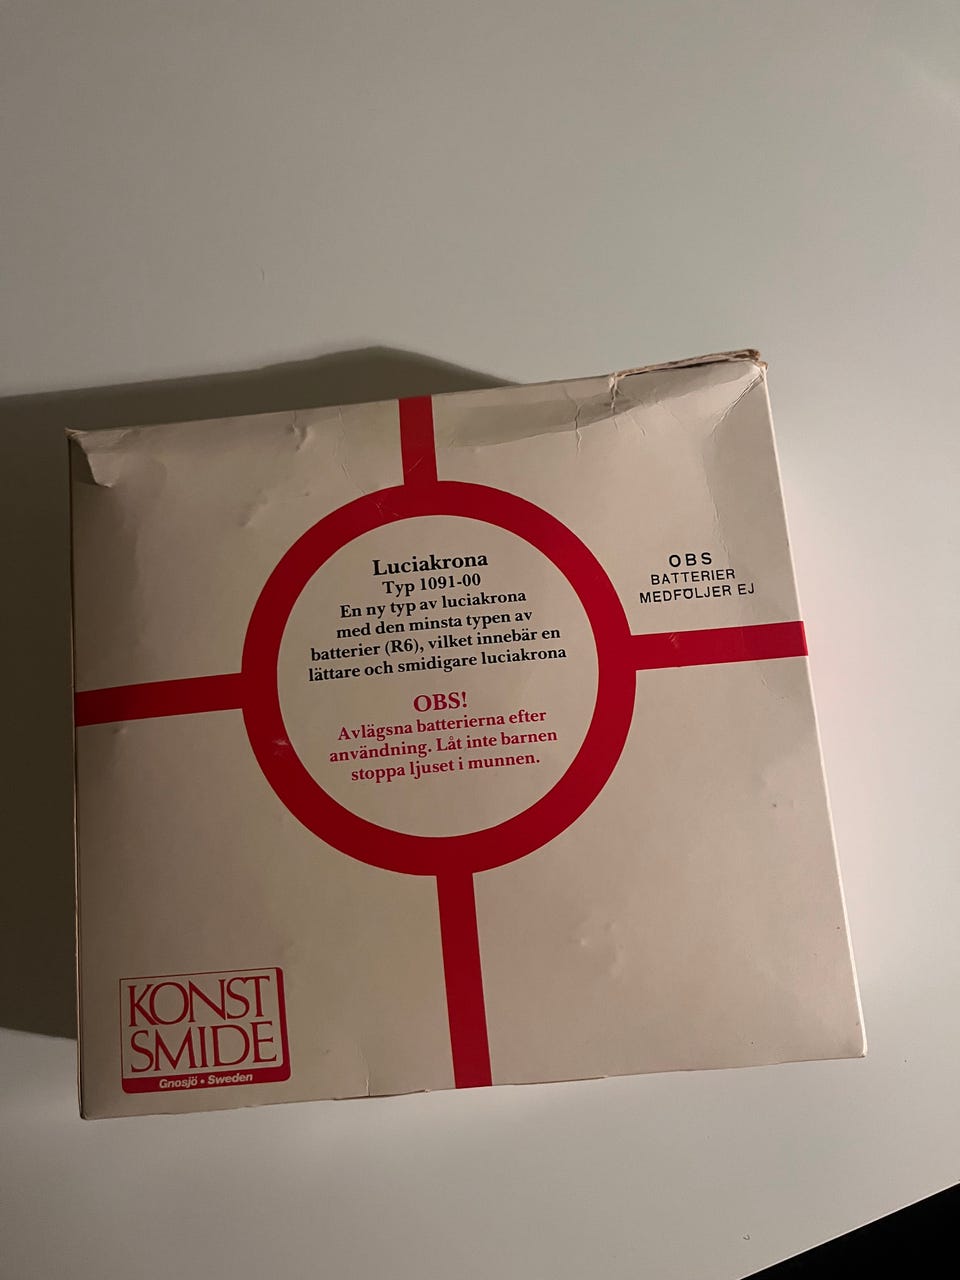 Luciakrona
Typ 1091-00
En ny typ av luciakrona
med den minsta typen av
batterier (R6), vilket innebär en
lättare och smidigare luciakrona
OBS!
Avlägsna batterierna efter
användning. Låt inte barnen
stoppa ljuset i munnen.
OBS
BATTERIER
MEDFÖLJER EJ
KONST
SMIDE
Gnosjö • Sweden